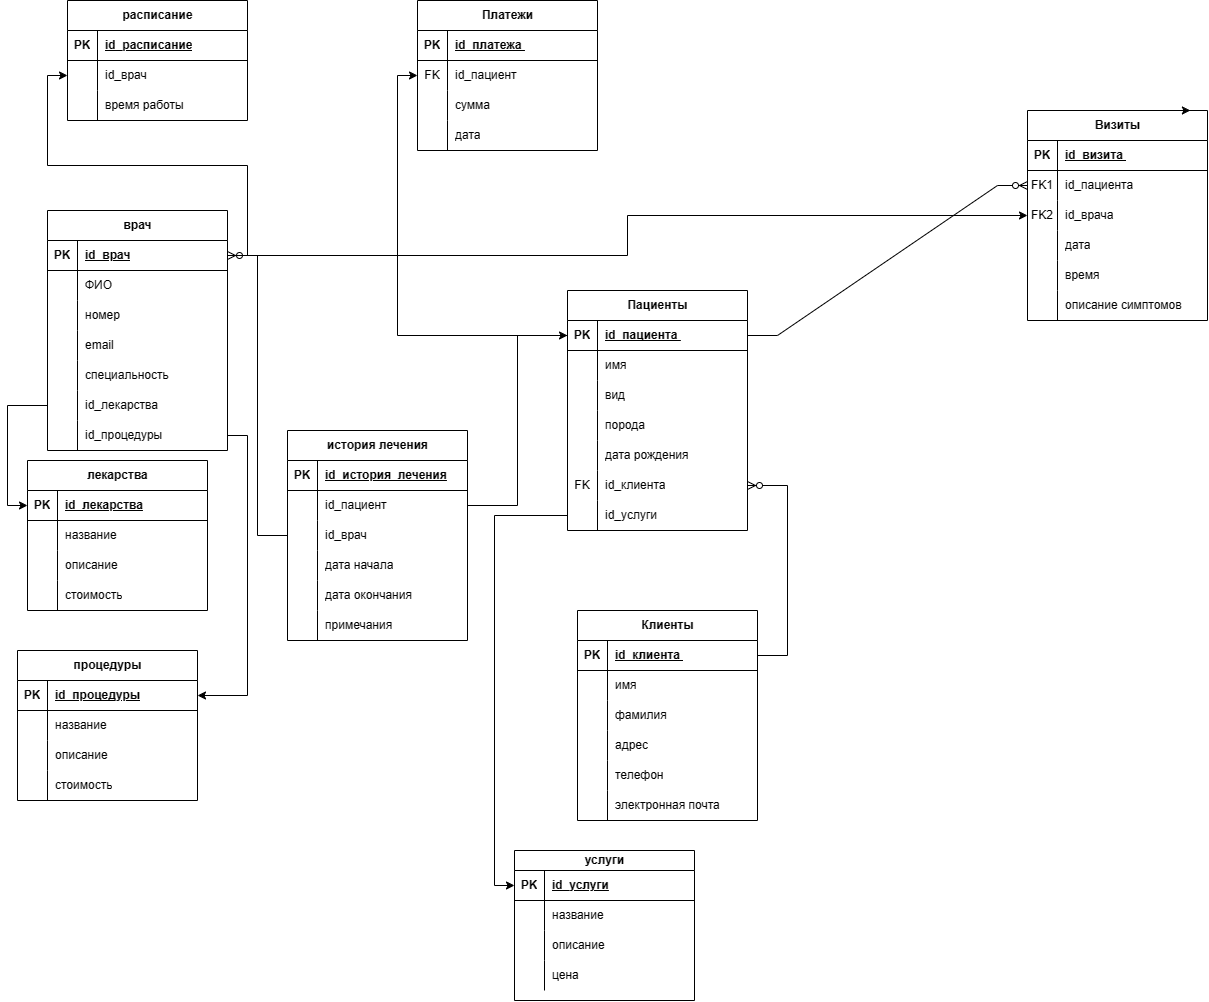 расписание
PK id_расписание
id_врач
время работы
Платежи
PK id_платежа
FK id_пациент
сумма
дата
Визиты
PK id_визита
FK1 id_пациента
FK2 id_врача
дата
время
описание симптомов
врач
PK id_врач
ФИО
номер
email
специальность
id_лекарства
id_процедуры
Пациенты
PK id_пациента
имя
вид
порода
дата рождения
FK id_клиента
id_услуги
история лечения
PK id_история_лечения
id_пациент
id_врач
дата начала
дата окончания
примечания
лекарства
PK id_лекарства
название
описание
стоимость
Клиенты
PK id_клиента
имя
фамилия
адрес
телефон
электронная почта
процедуры
PK id_процедуры
название
описание
стоимость
услуги
PK id_услуги
название
описание
цена